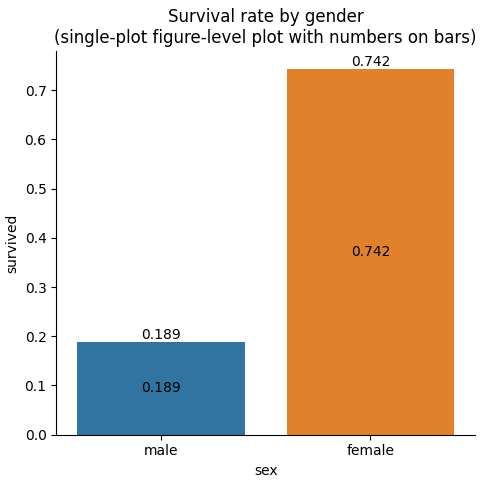 Survival rate by gender
(single-plot figure-level plot with numbers on bars)
0.742
0.7
0.6
0.5
0.4
0.742
0.3
0.2
0.189
0.1
0.189
0.0
survived
male
female
sex